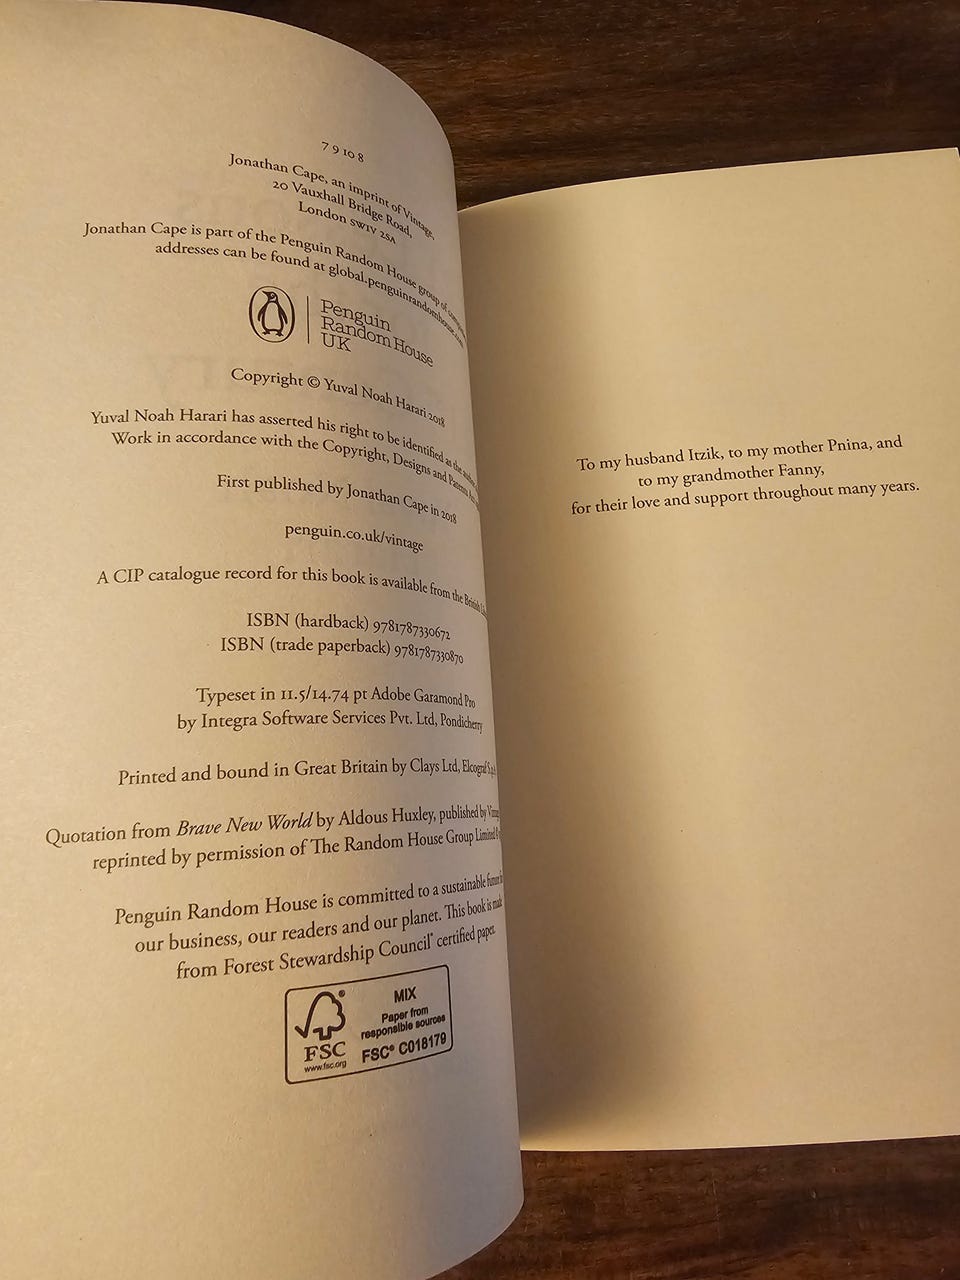 7 9 10 8
Jonathan Cape, an imprint of Vintage,
20 Vauxhall Bridge Road,
London SW1V 2SA
Jonathan Cape is part of the Penguin Random House group of companies
addresses can be found at global.penguinrandomhouse.com
Penguin
Random House
UK
Copyright © Yuval Noah Harari 2018
Yuval Noah Harari has asserted his right to be identified as the author
Work in accordance with the Copyright, Designs and Patents
First published by Jonathan Cape in 2018
penguin.co.uk/vintage
A CIP catalogue record for this book is available from the British
ISBN (hardback) 9781787330672
ISBN (trade paperback) 9781787330870
Typeset in 11.5/14.74 pt Adobe Garamond Pro
by Integra Software Services Pvt. Ltd, Pondicherry
Printed and bound in Great Britain by Clays Ltd, Elcograf S.p.A
Quotation from Brave New World by Aldous Huxley, published by
reprinted by permission of The Random House Group Limited ©
Penguin Random House is committed to a sustainable future
our business, our readers and our planet. This book is made
from Forest Stewardship Council® certified paper.
FSC
www.fsc.org
MIX
Paper from
responsible sources
FSC® C018179
To my husband Itzik, to my mother Pnina, and
to my grandmother Fanny,
for their love and support throughout many years.